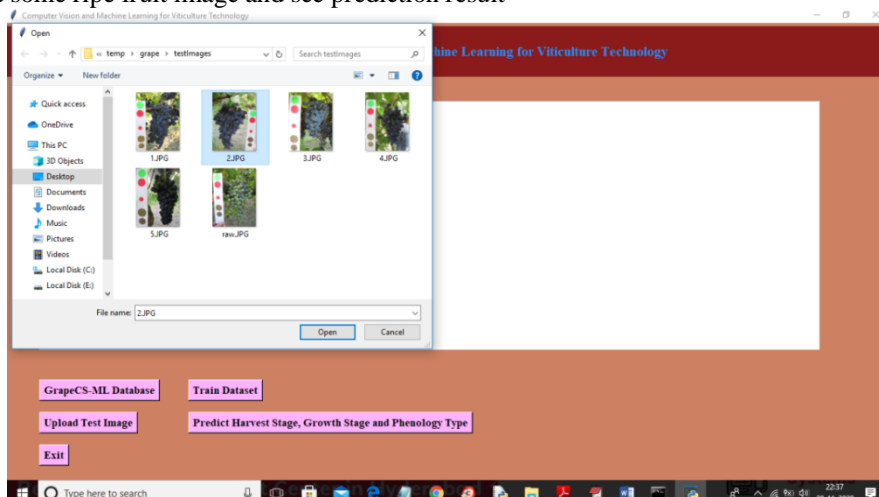 some ripe fruit image and see prediction result
Computer Vision and Machine Learning for Viticulture Technology
Open
hine Learning for Viticulture Technology
« temp › grape › testImages
Search testImages
Organize
New folder
Quick access
OneDrive
This PC
3D Objects
Desktop
Documents
Downloads
Music
Pictures
Videos
Local Disk (C:)
Local Disk (E:)
1.JPG
2.JPG
3.JPG
4.JPG
5.JPG
raw.JPG
File name: 2.JPG
Open Cancel
GrapeCS-ML Database Train Dataset
Upload Test Image Predict Harvest Stage, Growth Stage and Phenology Type
Exit
Type here to search
22:37